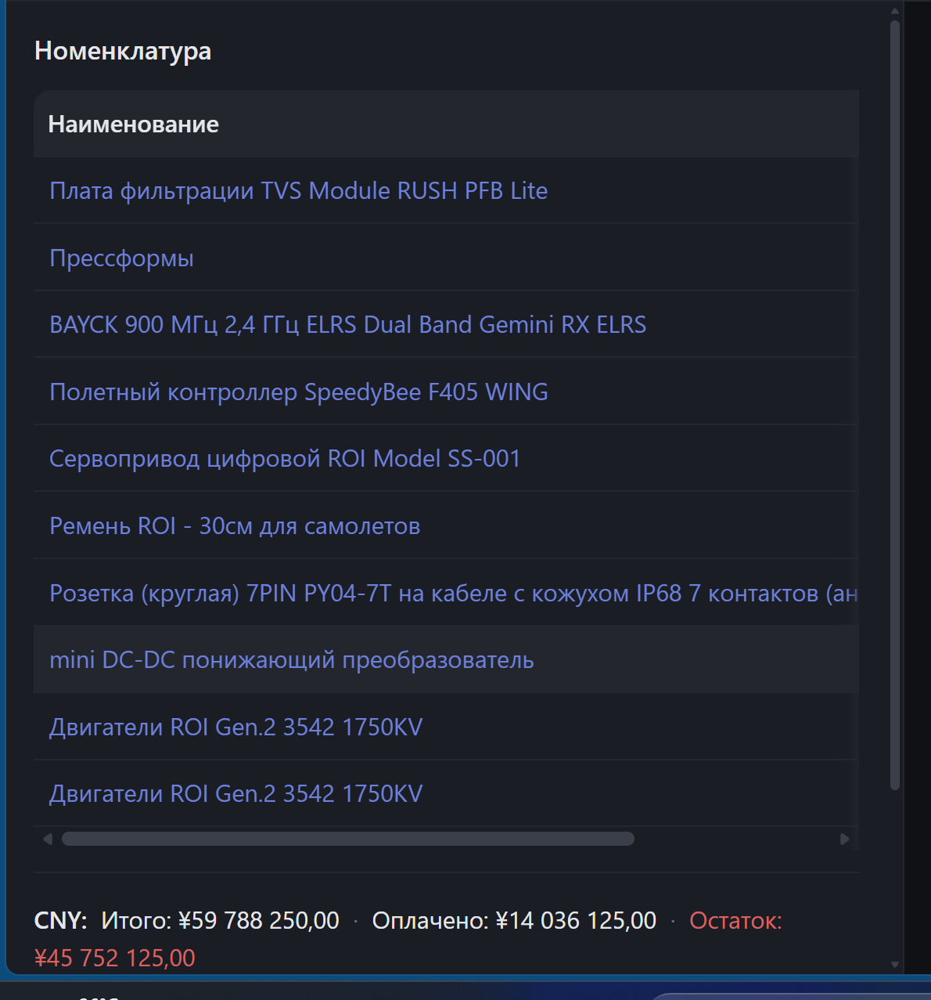 Номенклатура
Наименование
Плата фильтрации TVS Module RUSH PFB Lite
Прессформы
BAYCK 900 МГц 2,4 ГГц ELRS Dual Band Gemini RX ELRS
Полетный контроллер SpeedyBee F405 WING
Сервопривод цифровой ROI Model SS-001
Ремень ROI - 30см для самолетов
Розетка (круглая) 7PIN PY04-7T на кабеле с кожухом IP68 7 контактов (ан
mini DC-DC понижающий преобразователь
Двигатели ROI Gen.2 3542 1750KV
Двигатели ROI Gen.2 3542 1750KV
CNY: Итого: ¥59 788 250,00 · Оплачено: ¥14 036 125,00 · Остаток:
¥45 752 125,00